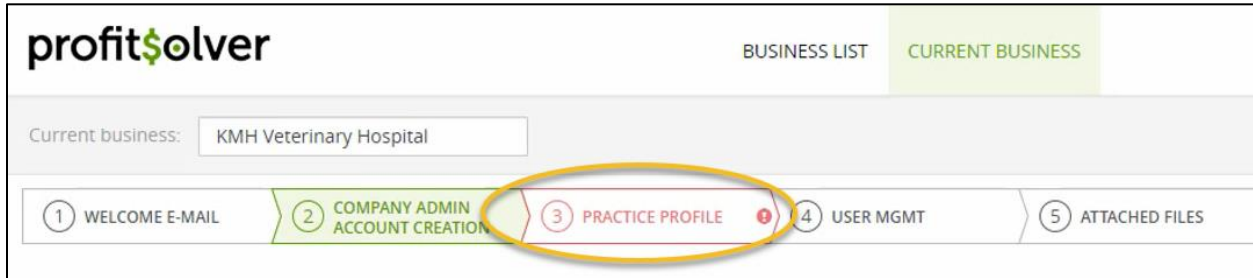 profit$olver
BUSINESS LIST
CURRENT BUSINESS
Current business:
KMH Veterinary Hospital
1 WELCOME E-MAIL
2 COMPANY ADMIN
ACCOUNT CREATION
3 PRACTICE PROFILE !
4 USER MGMT
5 ATTACHED FILES